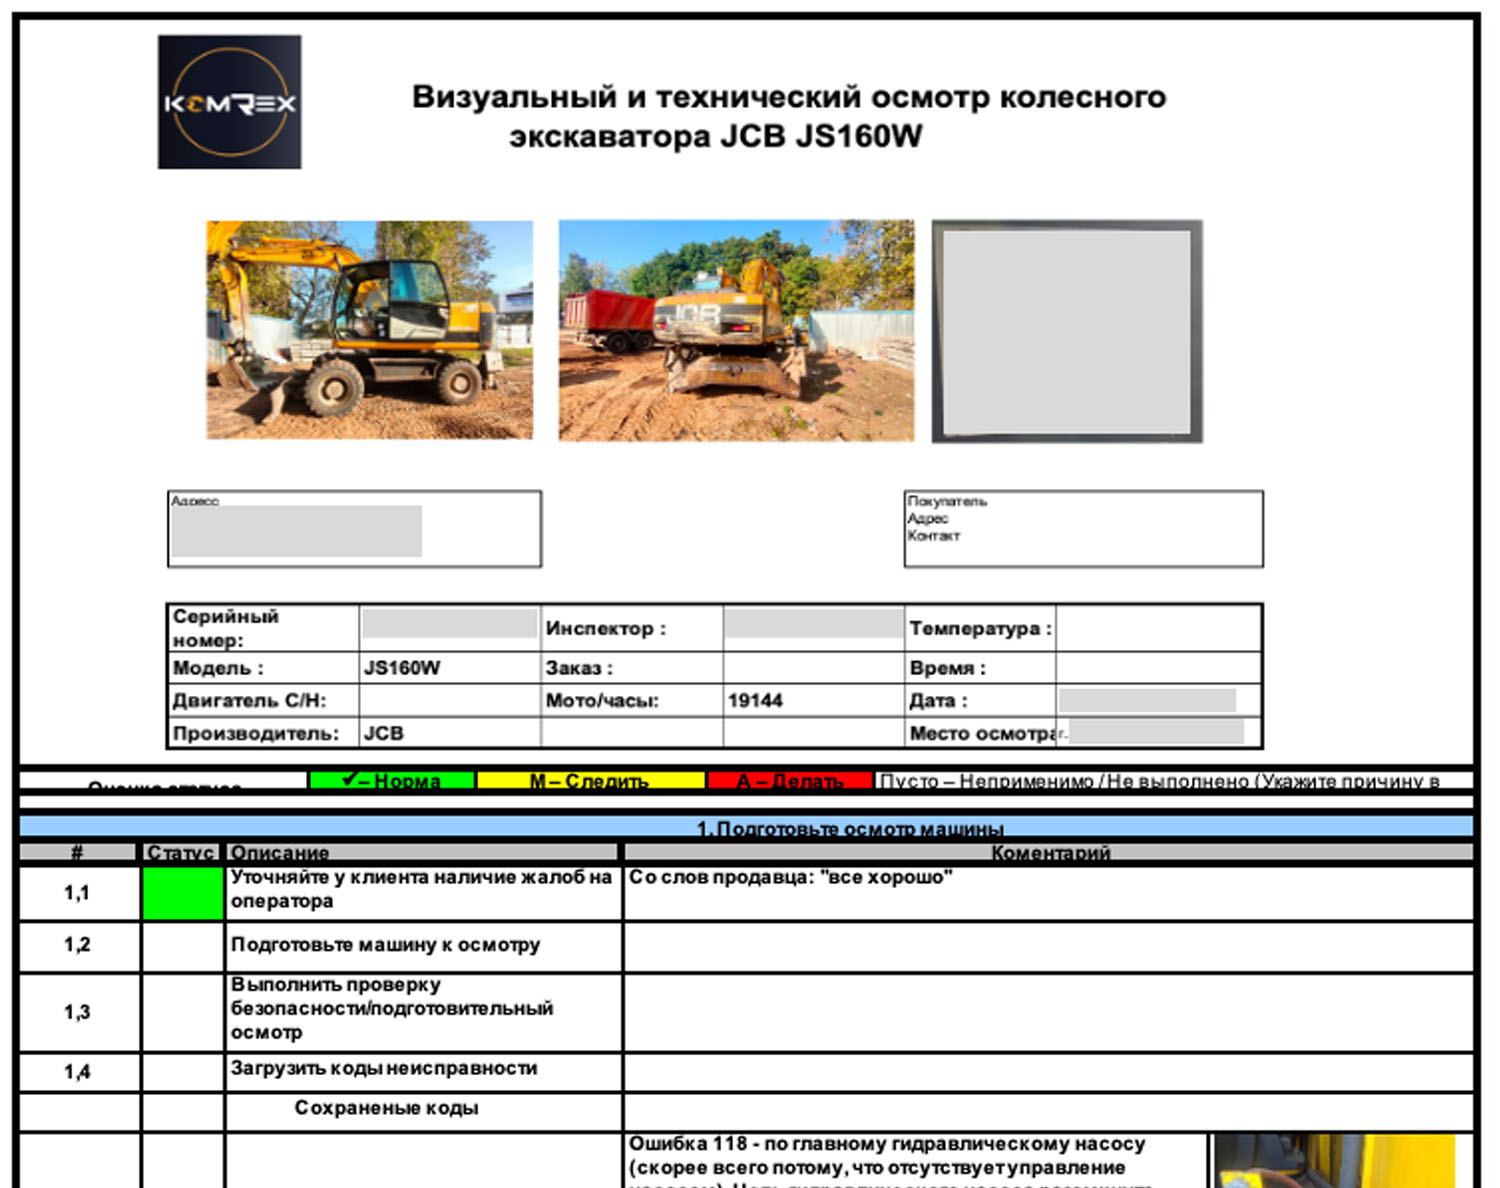 KOMREX
Визуальный и технический осмотр колесного
экскаватора JCB JS160W
JCB
Адресс
Покупатель
Адрес
Контакт
Серийный номер: Инспектор : Температура :
Модель : JS160W Заказ : Время :
Двигатель С/Н: Мото/часы: 19144 Дата :
Производитель: JCB Место осмотра г.
Оценка статуса ✓– Норма М – Следить А – Делать Пусто – Неприменимо /Не выполнено (Укажите причину в
1. Подготовьте осмотр машины
# Статус Описание Коментарий
1,1 Уточняйте у клиента наличие жалоб на Со слов продавца: "все хорошо"
оператора
1,2 Подготовьте машину к осмотру
Выполнить проверку
1,3 безопасности/подготовительный
осмотр
1,4 Загрузить коды неисправности
Сохраненые коды
Ошибка 118 - по главному гидравлическому насосу
(скорее всего потому, что отсутствует управление